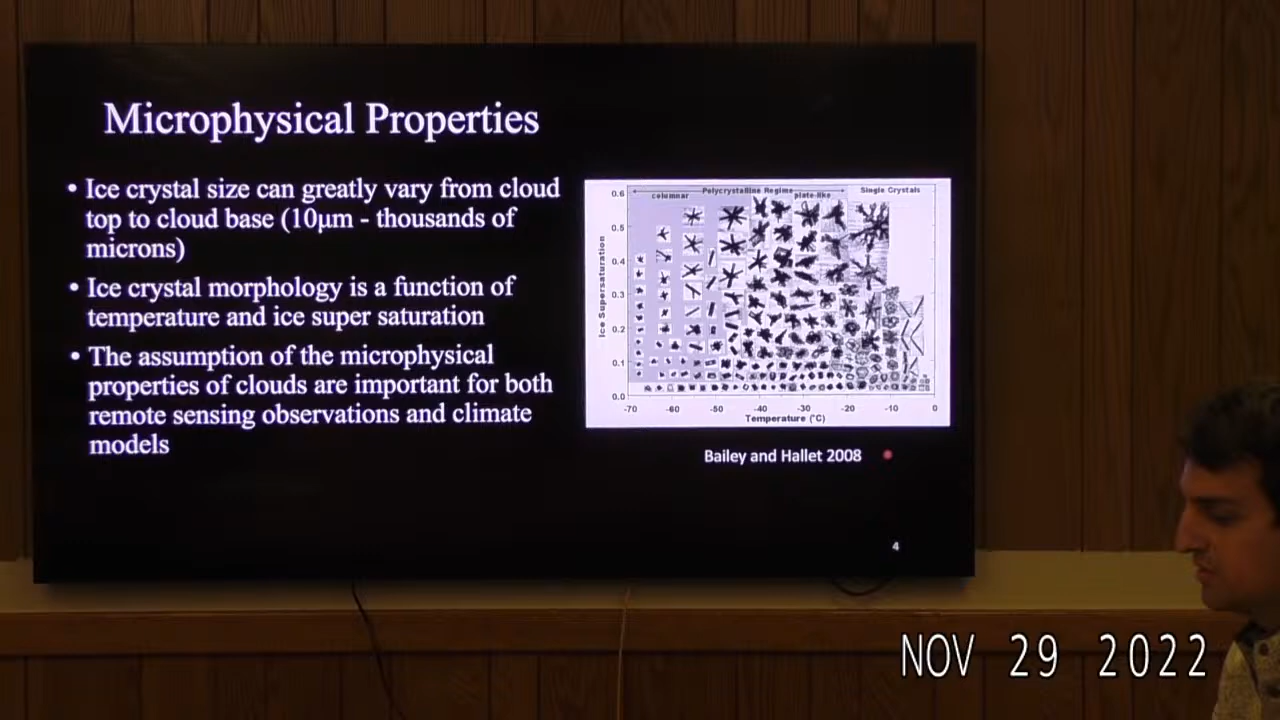 Microphysical Properties
• Ice crystal size can greatly vary from cloud
top to cloud base (10μm - thousands of
microns)
• Ice crystal morphology is a function of
temperature and ice super saturation
• The assumption of the microphysical
properties of clouds are important for both
remote sensing observations and climate
models
Polycrystalline Regime
Single Crystals
columnar
plate-like
Ice Supersaturation
0.6
0.5
0.4
0.3
0.2
0.1
0.0
-70 -60 -50 -40 -30 -20 -10 0
Temperature (°C)
Bailey and Hallet 2008
4
NOV 29 2022